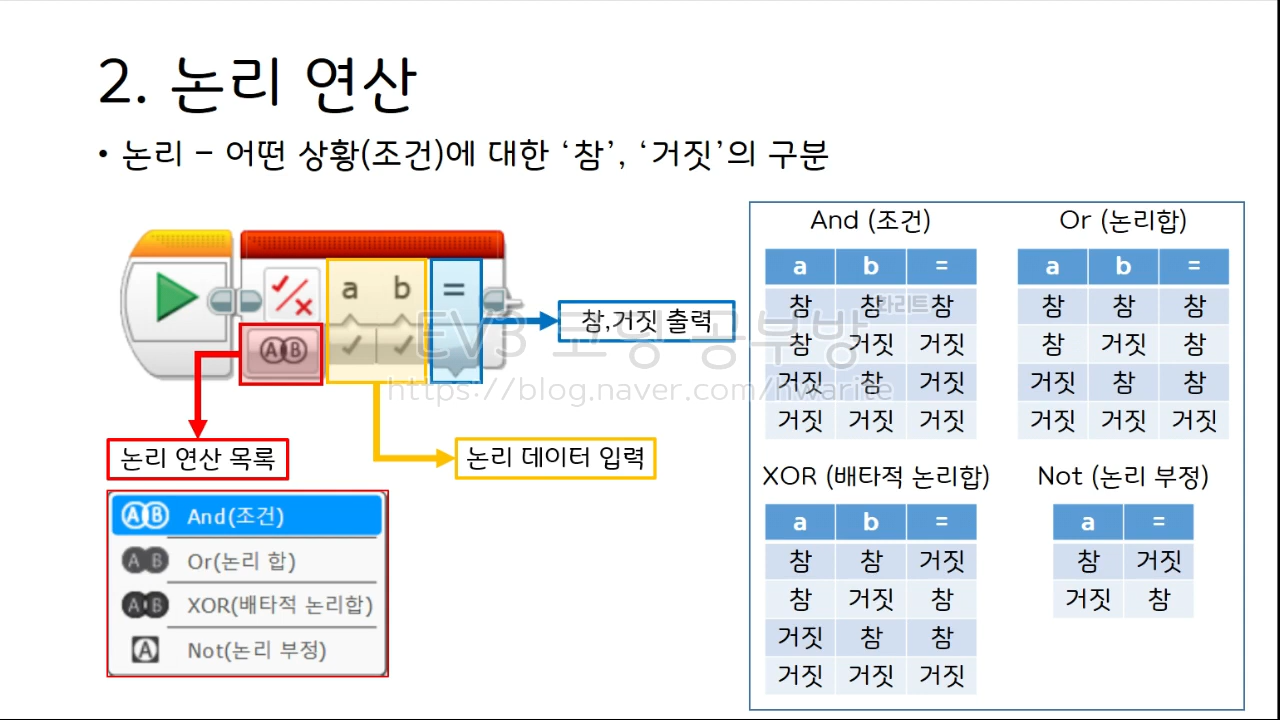 2. 논리 연산
• 논리 – 어떤 상황(조건)에 대한 ‘참’, ‘거짓’의 구분
a b =
참,거짓 출력
논리 연산 목록
논리 데이터 입력
And(조건)
Or(논리 합)
XOR(배타적 논리합)
Not(논리 부정)
And (조건)
a b =
참 참 참
참 거짓 거짓
거짓 참 거짓
거짓 거짓 거짓
Or (논리합)
a b =
참 참 참
참 거짓 참
거짓 참 참
거짓 거짓 거짓
XOR (배타적 논리합)
a b =
참 참 거짓
참 거짓 참
거짓 참 참
거짓 거짓 거짓
Not (논리 부정)
a =
참 거짓
거짓 참
EV3 코딩 공부방
https://blog.naver.com/hwarite